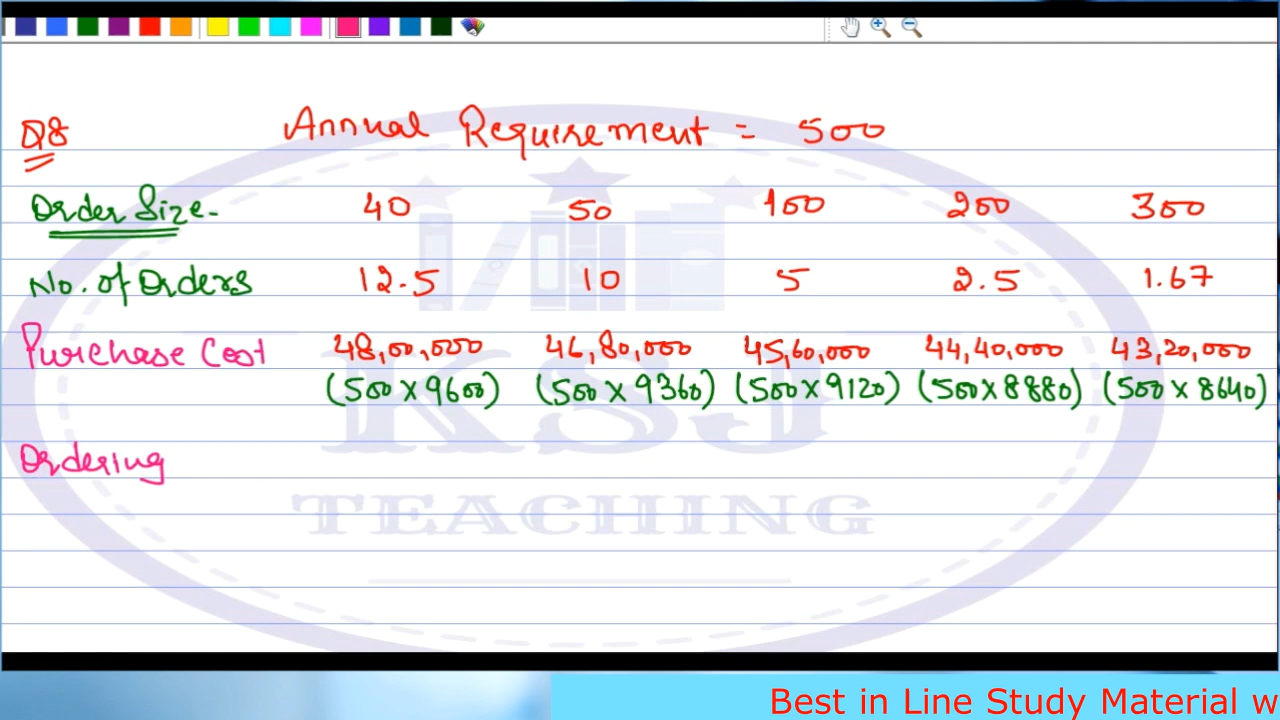 Q8 Annual Requirement = 500
Order Size - 40 50 100 200 300
No. of Orders 12.5 10 5 2.5 1.67
Purchase Cost 48,00,000 46,80,000 45,60,000 44,40,000 43,20,000
(500 X 9600) (500 X 9360) (500 X 9120) (500 X 8880) (500 X 8640)
Ordering
KSJ
TEACHING
Best in Line Study Material w